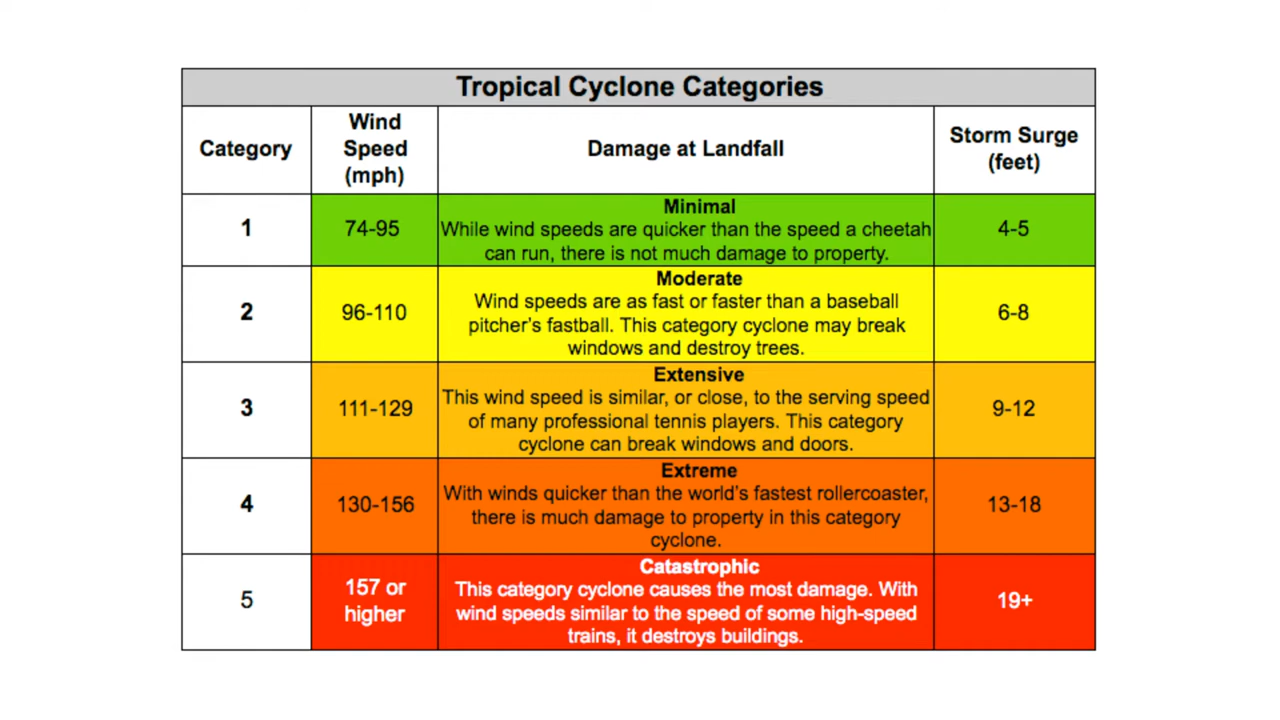 Tropical Cyclone Categories
Category
Wind
Speed
(mph)
Damage at Landfall
Storm Surge
(feet)
1
74-95
Minimal
While wind speeds are quicker than the speed a cheetah
can run, there is not much damage to property.
4-5
2
96-110
Moderate
Wind speeds are as fast or faster than a baseball
pitcher's fastball. This category cyclone may break
windows and destroy trees.
6-8
3
111-129
Extensive
This wind speed is similar, or close, to the serving speed
of many professional tennis players. This category
cyclone can break windows and doors.
9-12
4
130-156
Extreme
With winds quicker than the world's fastest rollercoaster,
there is much damage to property in this category
cyclone.
13-18
5
157 or
higher
Catastrophic
This category cyclone causes the most damage. With
wind speeds similar to the speed of some high-speed
trains, it destroys buildings.
19+